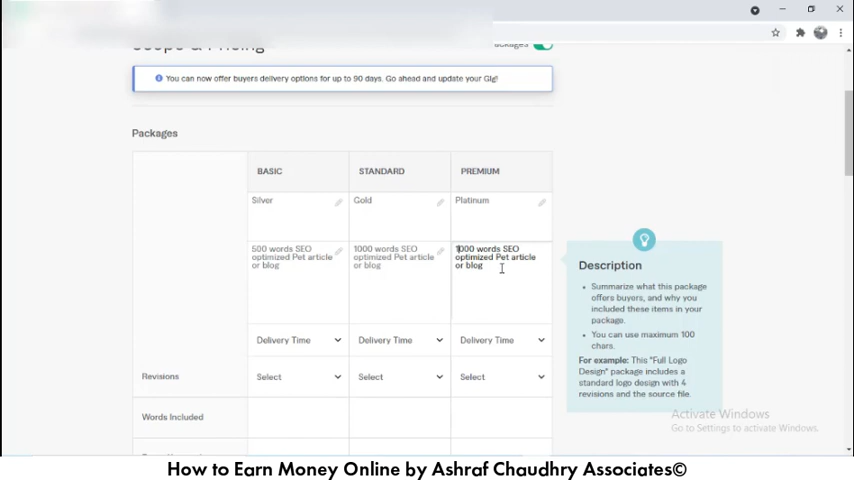 Scope & Pricing
ackages
You can now offer buyers delivery options for up to 90 days. Go ahead and update your Gig!
Packages
BASIC STANDARD PREMIUM
Silver Gold Platinum
500 words SEO
optimized Pet article
or blog
1000 words SEO
optimized Pet article
or blog
1000 words SEO
optimized Pet article
or blog
Description
Summarize what this package
offers buyers, and why you
included these items in your
package.
You can use maximum 100
chars.
For example: This "Full Logo
Design" package includes a
standard logo design with 4
revisions and the source file.
Delivery Time Delivery Time Delivery Time
Revisions Select Select Select
Words Included
Activate Windows
Go to Settings to activate Windows.
How to Earn Money Online by Ashraf Chaudhry Associates©